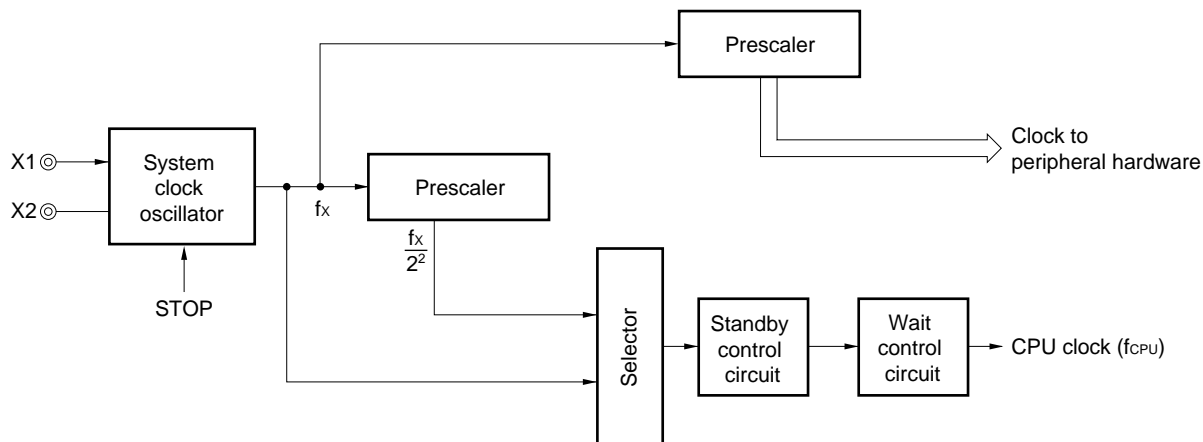 Prescaler
Clock to
peripheral hardware
X1
X2
System
clock
oscillator
STOP
fX
Prescaler
fX
2²
Selector
Standby
control
circuit
Wait
control
circuit
CPU clock (fCPU)